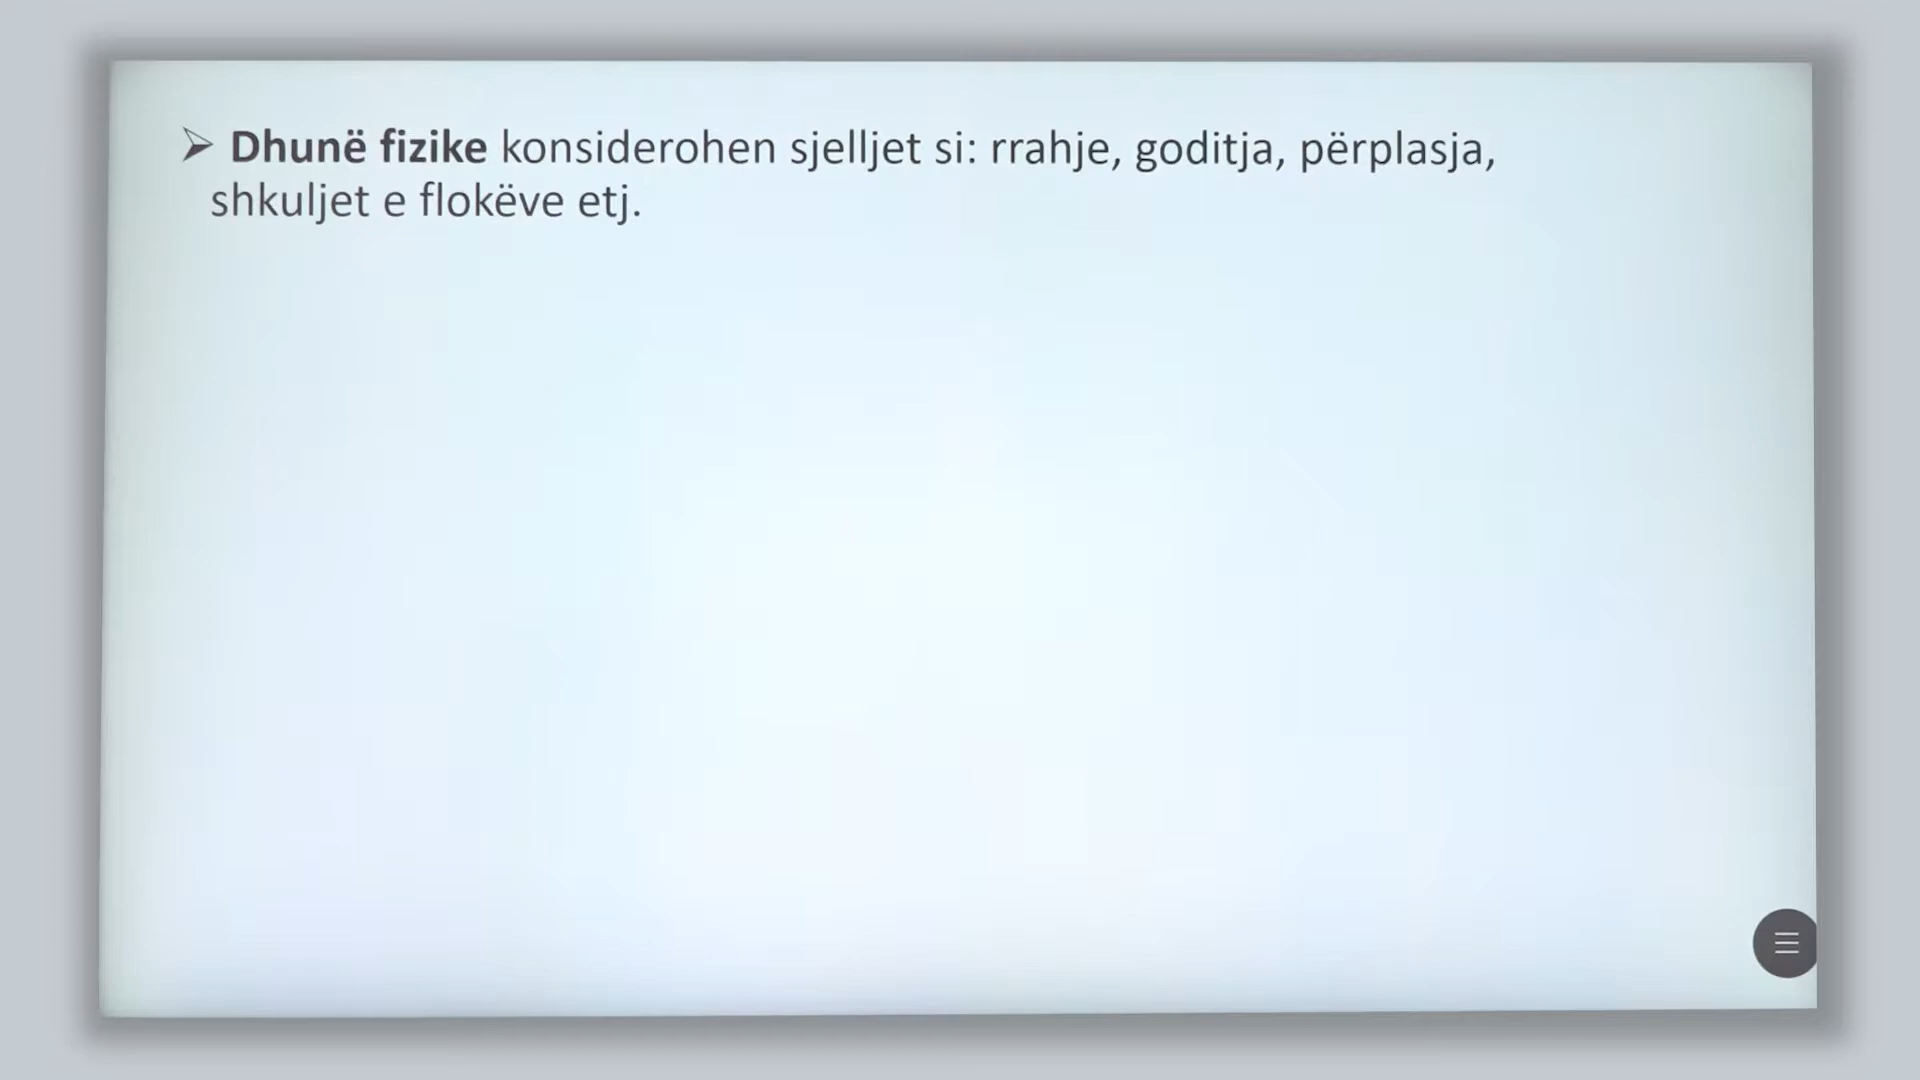 ➢ Dhunë fizike konsiderohen sjelljet si: rrahje, goditja, përplasja,
shkuljet e flokëve etj.